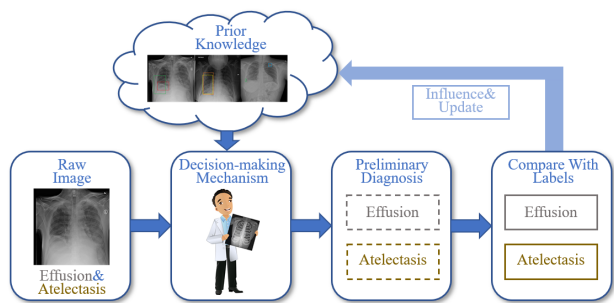 Prior
Knowledge
Influence&
Update
Raw
Image
Effusion&
Atelectasis
Decision-making
Mechanism
Preliminary
Diagnosis
Effusion
Atelectasis
Compare With
Labels
Effusion
Atelectasis